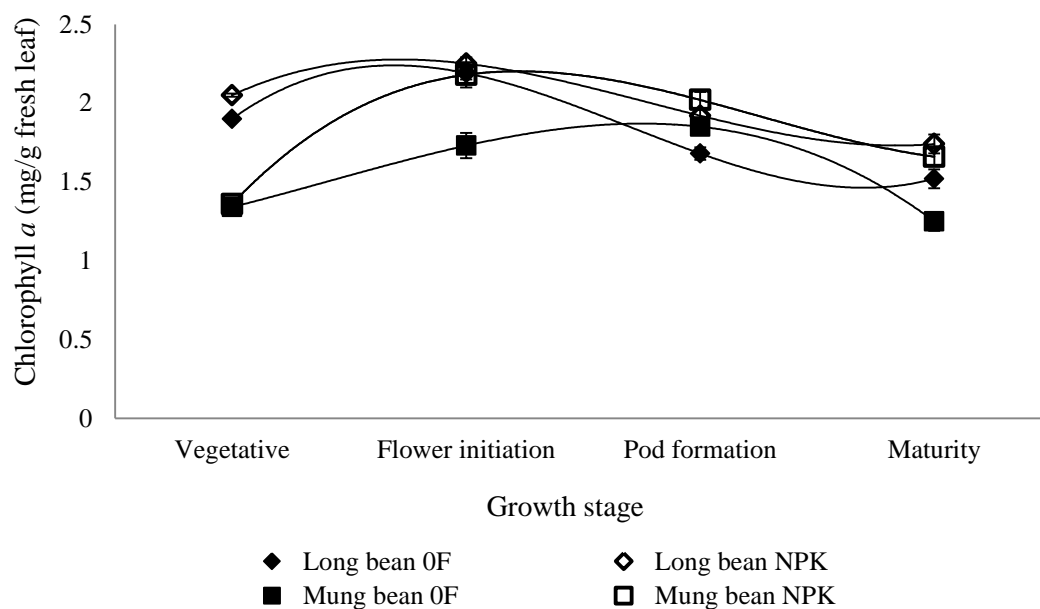 Chlorophyll a (mg/g fresh leaf)
2.5
2
1.5
1
0.5
0
Vegetative Flower initiation Pod formation Maturity
Growth stage
Long bean 0F Long bean NPK
Mung bean 0F Mung bean NPK